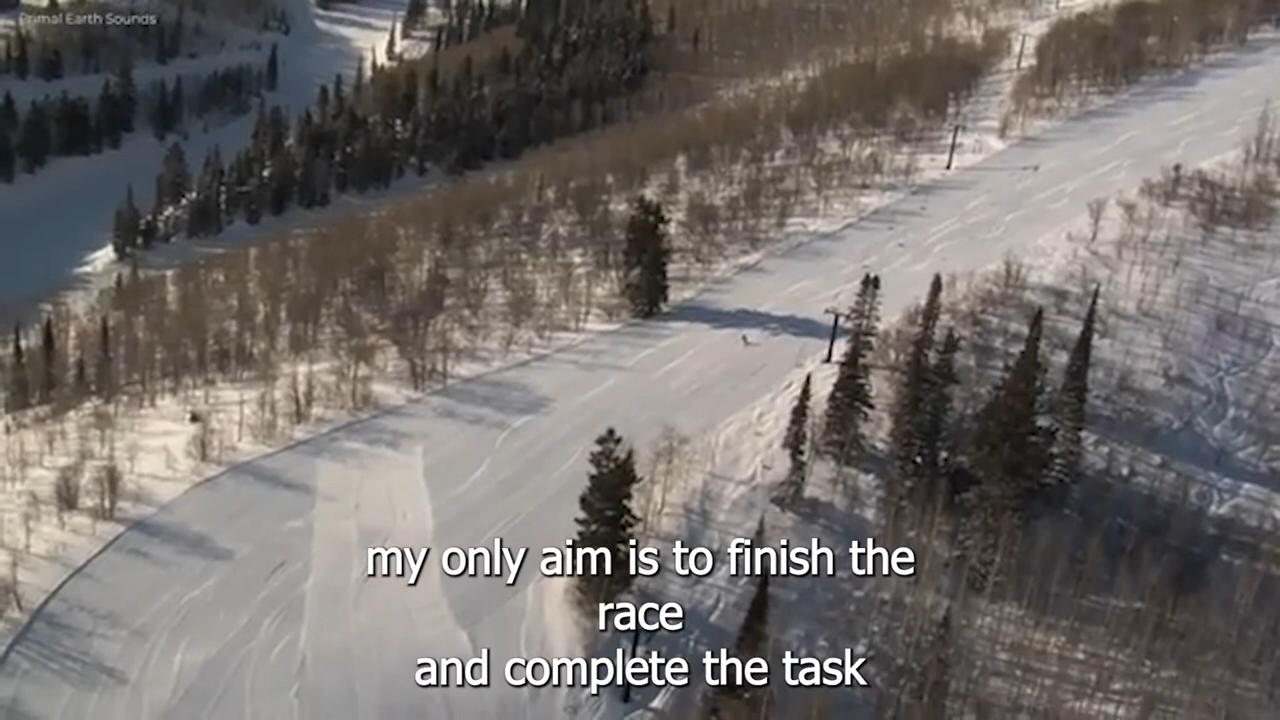 Primal Earth Sounds
my only aim is to finish the
race
and complete the task